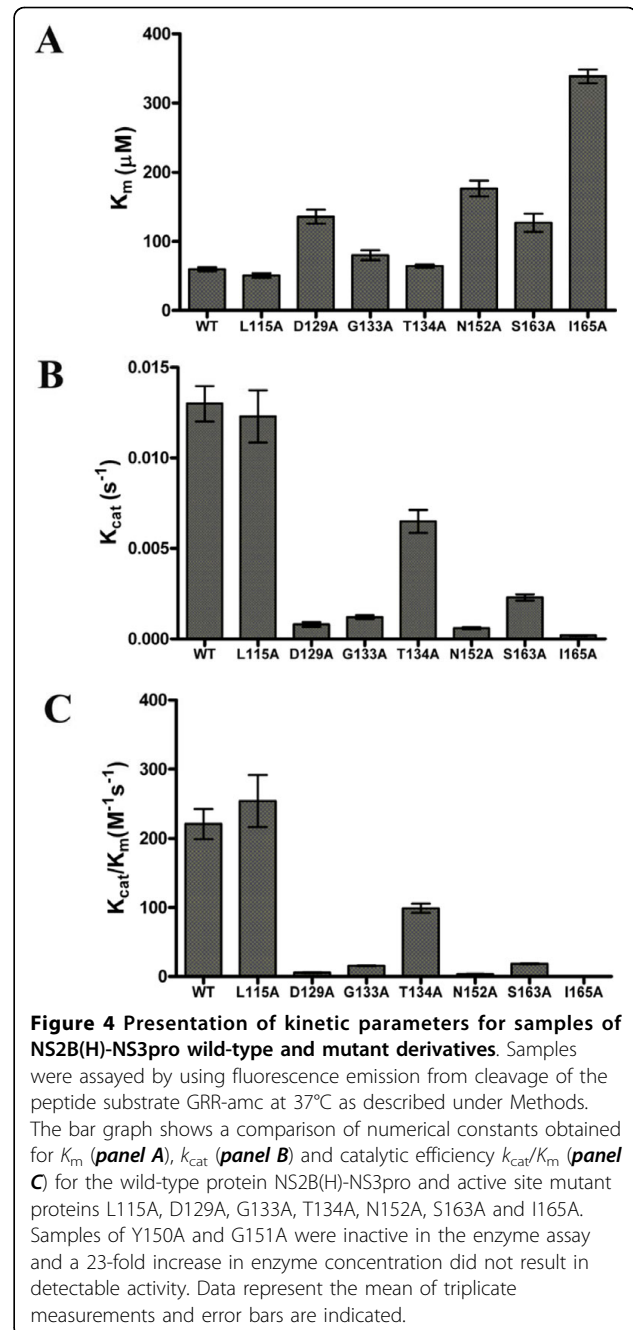 A
400
300
200
100
0
Km (μM)
WT L115A D129A G133A T134A N152A S163A I165A
B
0.015
0.010
0.005
0.000
Kcat (s-1)
WT L115A D129A G133A T134A N152A S163A I165A
C
400
300
200
100
0
Kcat/Km (M-1s-1)
WT L115A D129A G133A T134A N152A S163A I165A
Figure 4 Presentation of kinetic parameters for samples of
NS2B(H)-NS3pro wild-type and mutant derivatives. Samples
were assayed by using fluorescence emission from cleavage of the
peptide substrate GRR-amc at 37°C as described under Methods.
The bar graph shows a comparison of numerical constants obtained
for Km (panel A), kcat (panel B) and catalytic efficiency kcat/Km (panel
C) for the wild-type protein NS2B(H)-NS3pro and active site mutant
proteins L115A, D129A, G133A, T134A, N152A, S163A and I165A.
Samples of Y150A and G151A were inactive in the enzyme assay
and a 23-fold increase in enzyme concentration did not result in
detectable activity. Data represent the mean of triplicate
measurements and error bars are indicated.